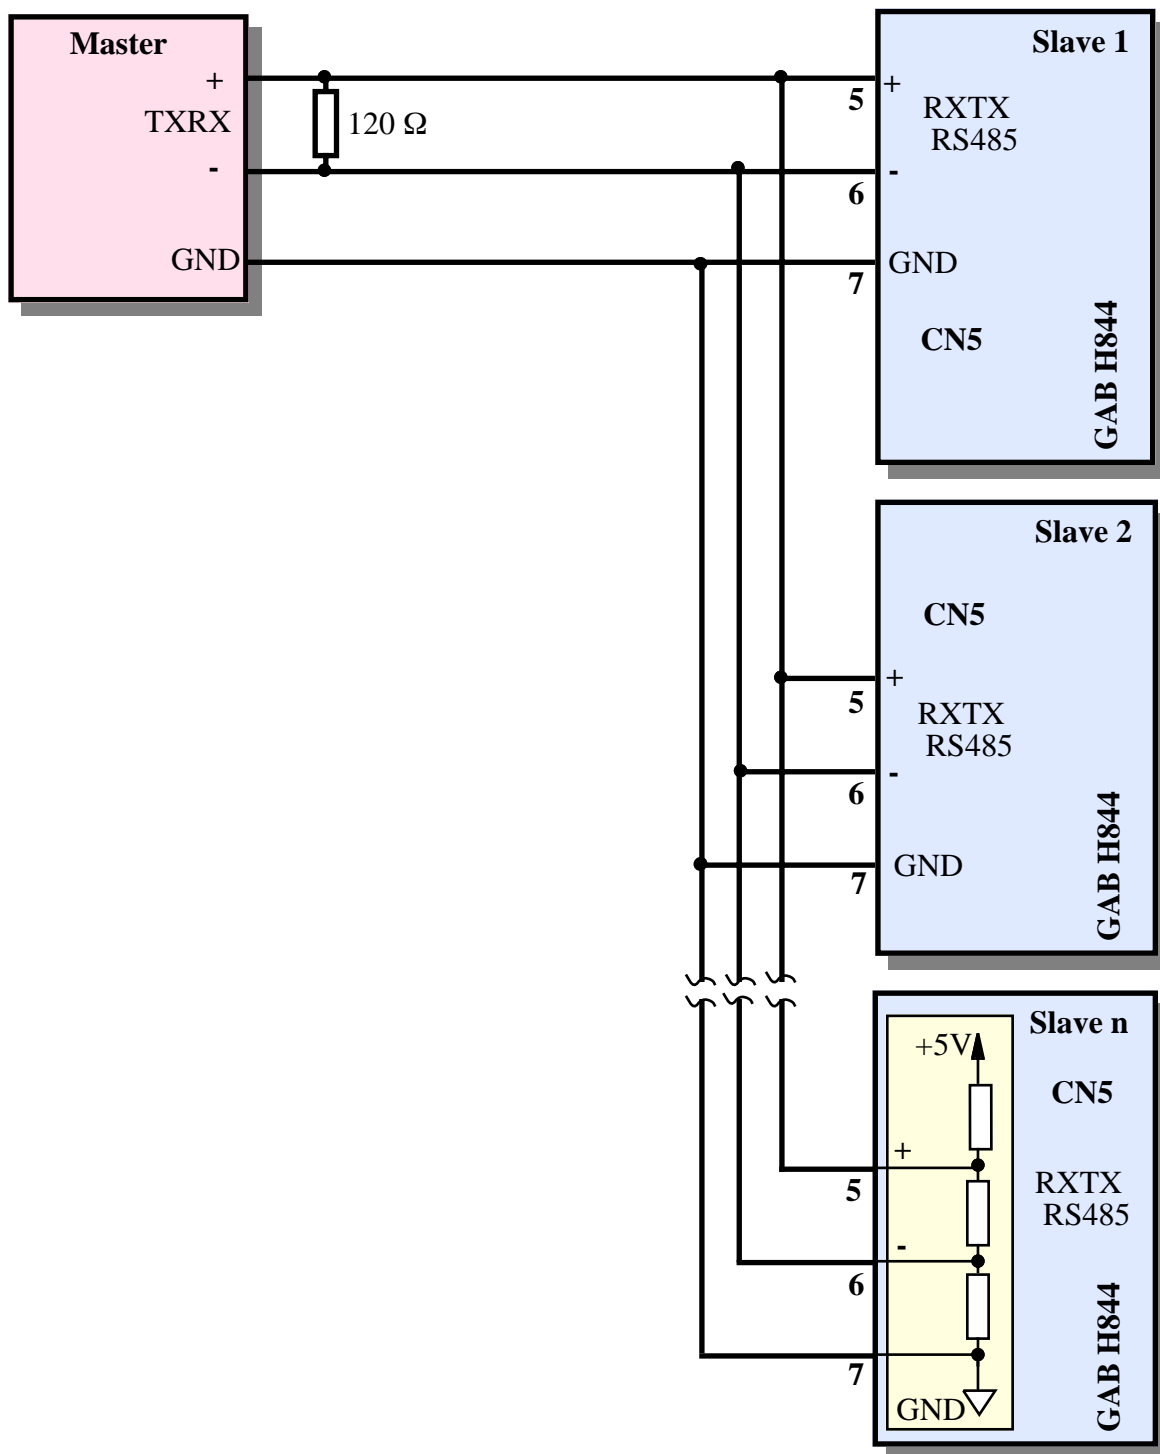 Master
+
TXRX
-
GND
120 Ω
Slave 1
5
+
RXTX
RS485
6
-
7
GND
CN5
GAB H844
Slave 2
CN5
5
+
RXTX
RS485
6
-
7
GND
GAB H844
Slave n
+5V
CN5
+
5
RXTX
RS485
-
6
7
GND
GAB H844